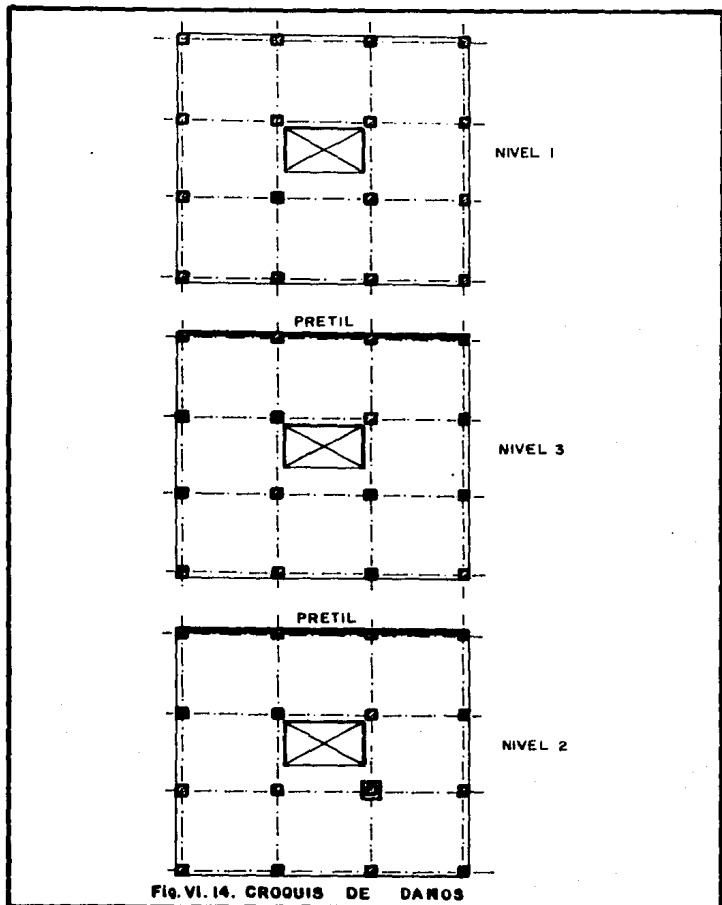 NIVEL 1
PRETIL
NIVEL 3
PRETIL
NIVEL 2
Fig. VI. 14. CROQUIS DE DAÑOS